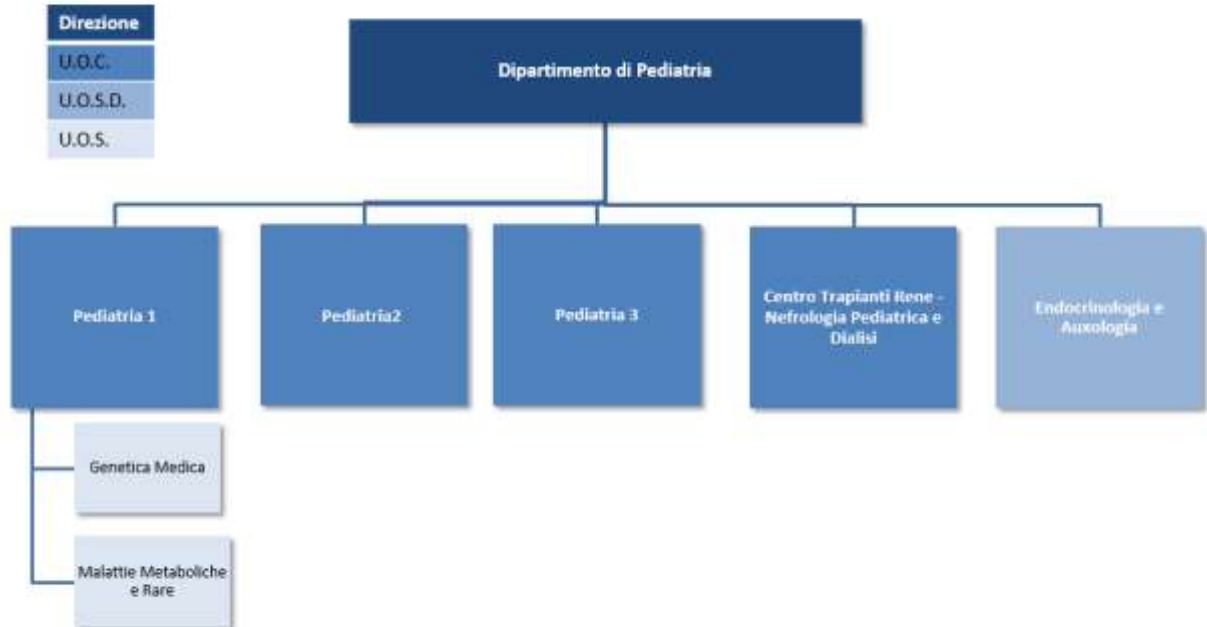 Direzione
U.O.C.
U.O.S.D.
U.O.S.
Dipartimento di Pediatria
Pediatria 1
Pediatria2
Pediatria 3
Centro Trapianti Rene -
Nefrologia Pediatrica e
Dialisi
Endocrinologia e
Auxologia
Genetica Medica
Malattie Metaboliche
e Rare